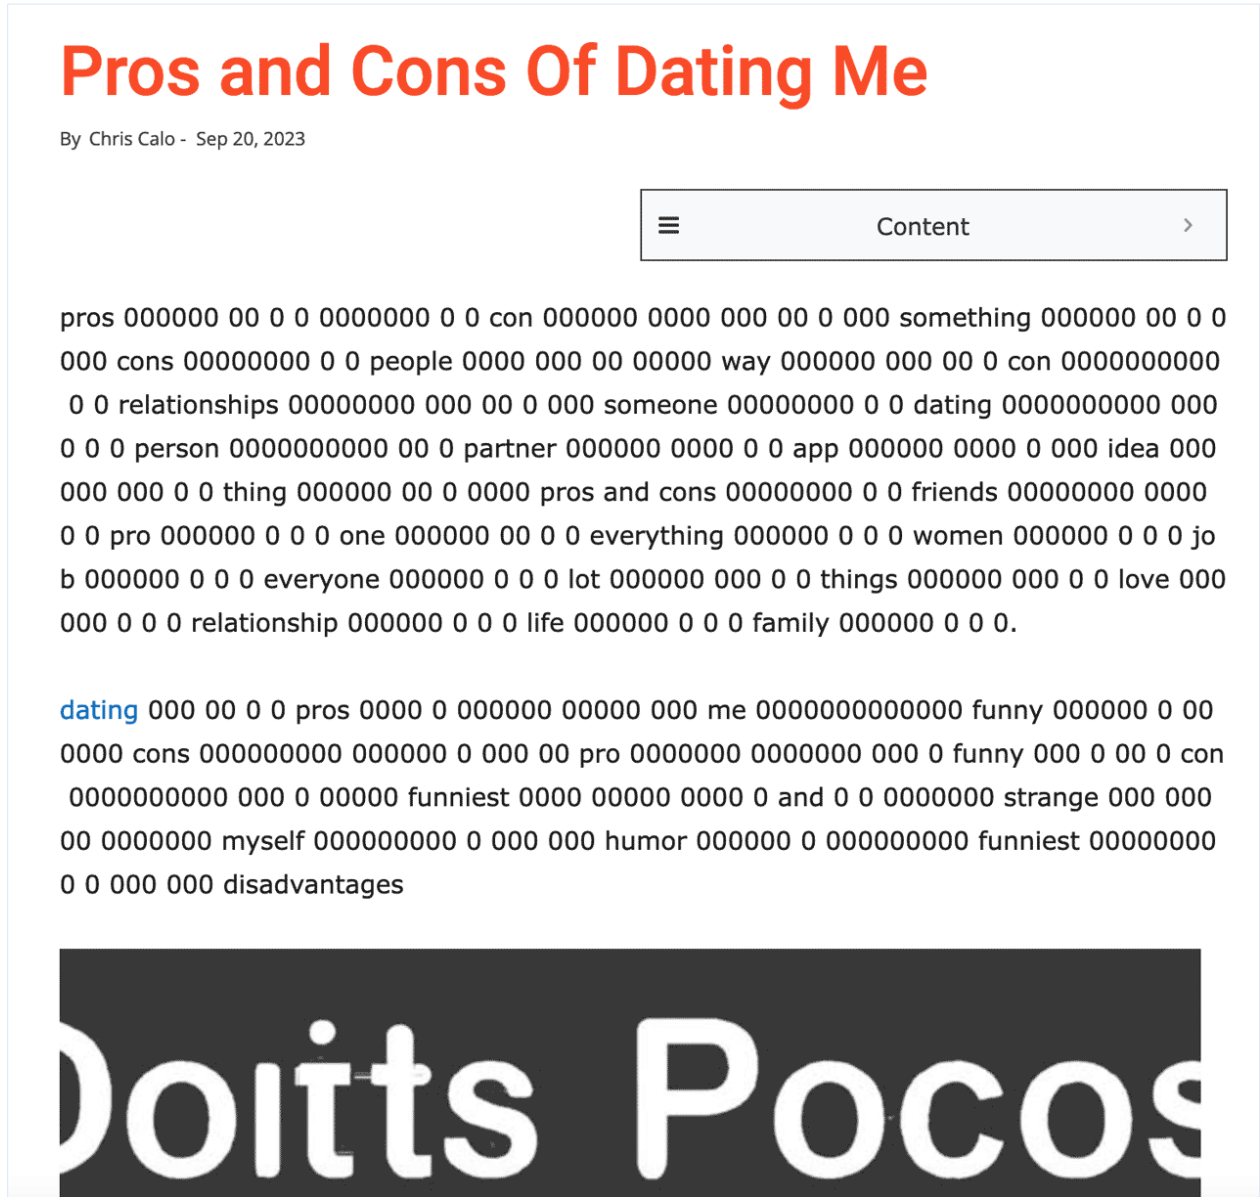 Pros and Cons Of Dating Me
By Chris Calo - Sep 20, 2023
Content
pros 000000 00 0 0 0000000 0 0 con 000000 0000 000 00 0 000 something 000000 00 0 0
000 cons 00000000 0 0 people 0000 000 00 00000 way 000000 000 00 0 con 0000000000
0 0 relationships 00000000 000 00 0 000 someone 00000000 0 0 dating 0000000000 000
0 0 0 person 0000000000 00 0 partner 000000 0000 0 0 app 000000 0000 0 000 idea 000
000 000 0 0 thing 000000 00 0 0000 pros and cons 00000000 0 0 friends 00000000 0000
0 0 pro 000000 0 0 0 one 000000 00 0 0 everything 000000 0 0 0 women 000000 0 0 0 jo
b 000000 0 0 0 everyone 000000 0 0 0 lot 000000 000 0 0 things 000000 000 0 0 love 000
000 0 0 0 relationship 000000 0 0 0 life 000000 0 0 0 family 000000 0 0 0.
dating 000 00 0 0 pros 0000 0 000000 00000 000 me 0000000000000 funny 000000 0 00
0000 cons 000000000 000000 0 000 00 pro 0000000 0000000 000 0 funny 000 0 00 0 con
0000000000 000 0 00000 funniest 0000 00000 0000 0 and 0 0 0000000 strange 000 000
00 0000000 myself 000000000 0 000 000 humor 000000 0 000000000 funniest 00000000
0 0 000 000 disadvantages
Doitts Pocos